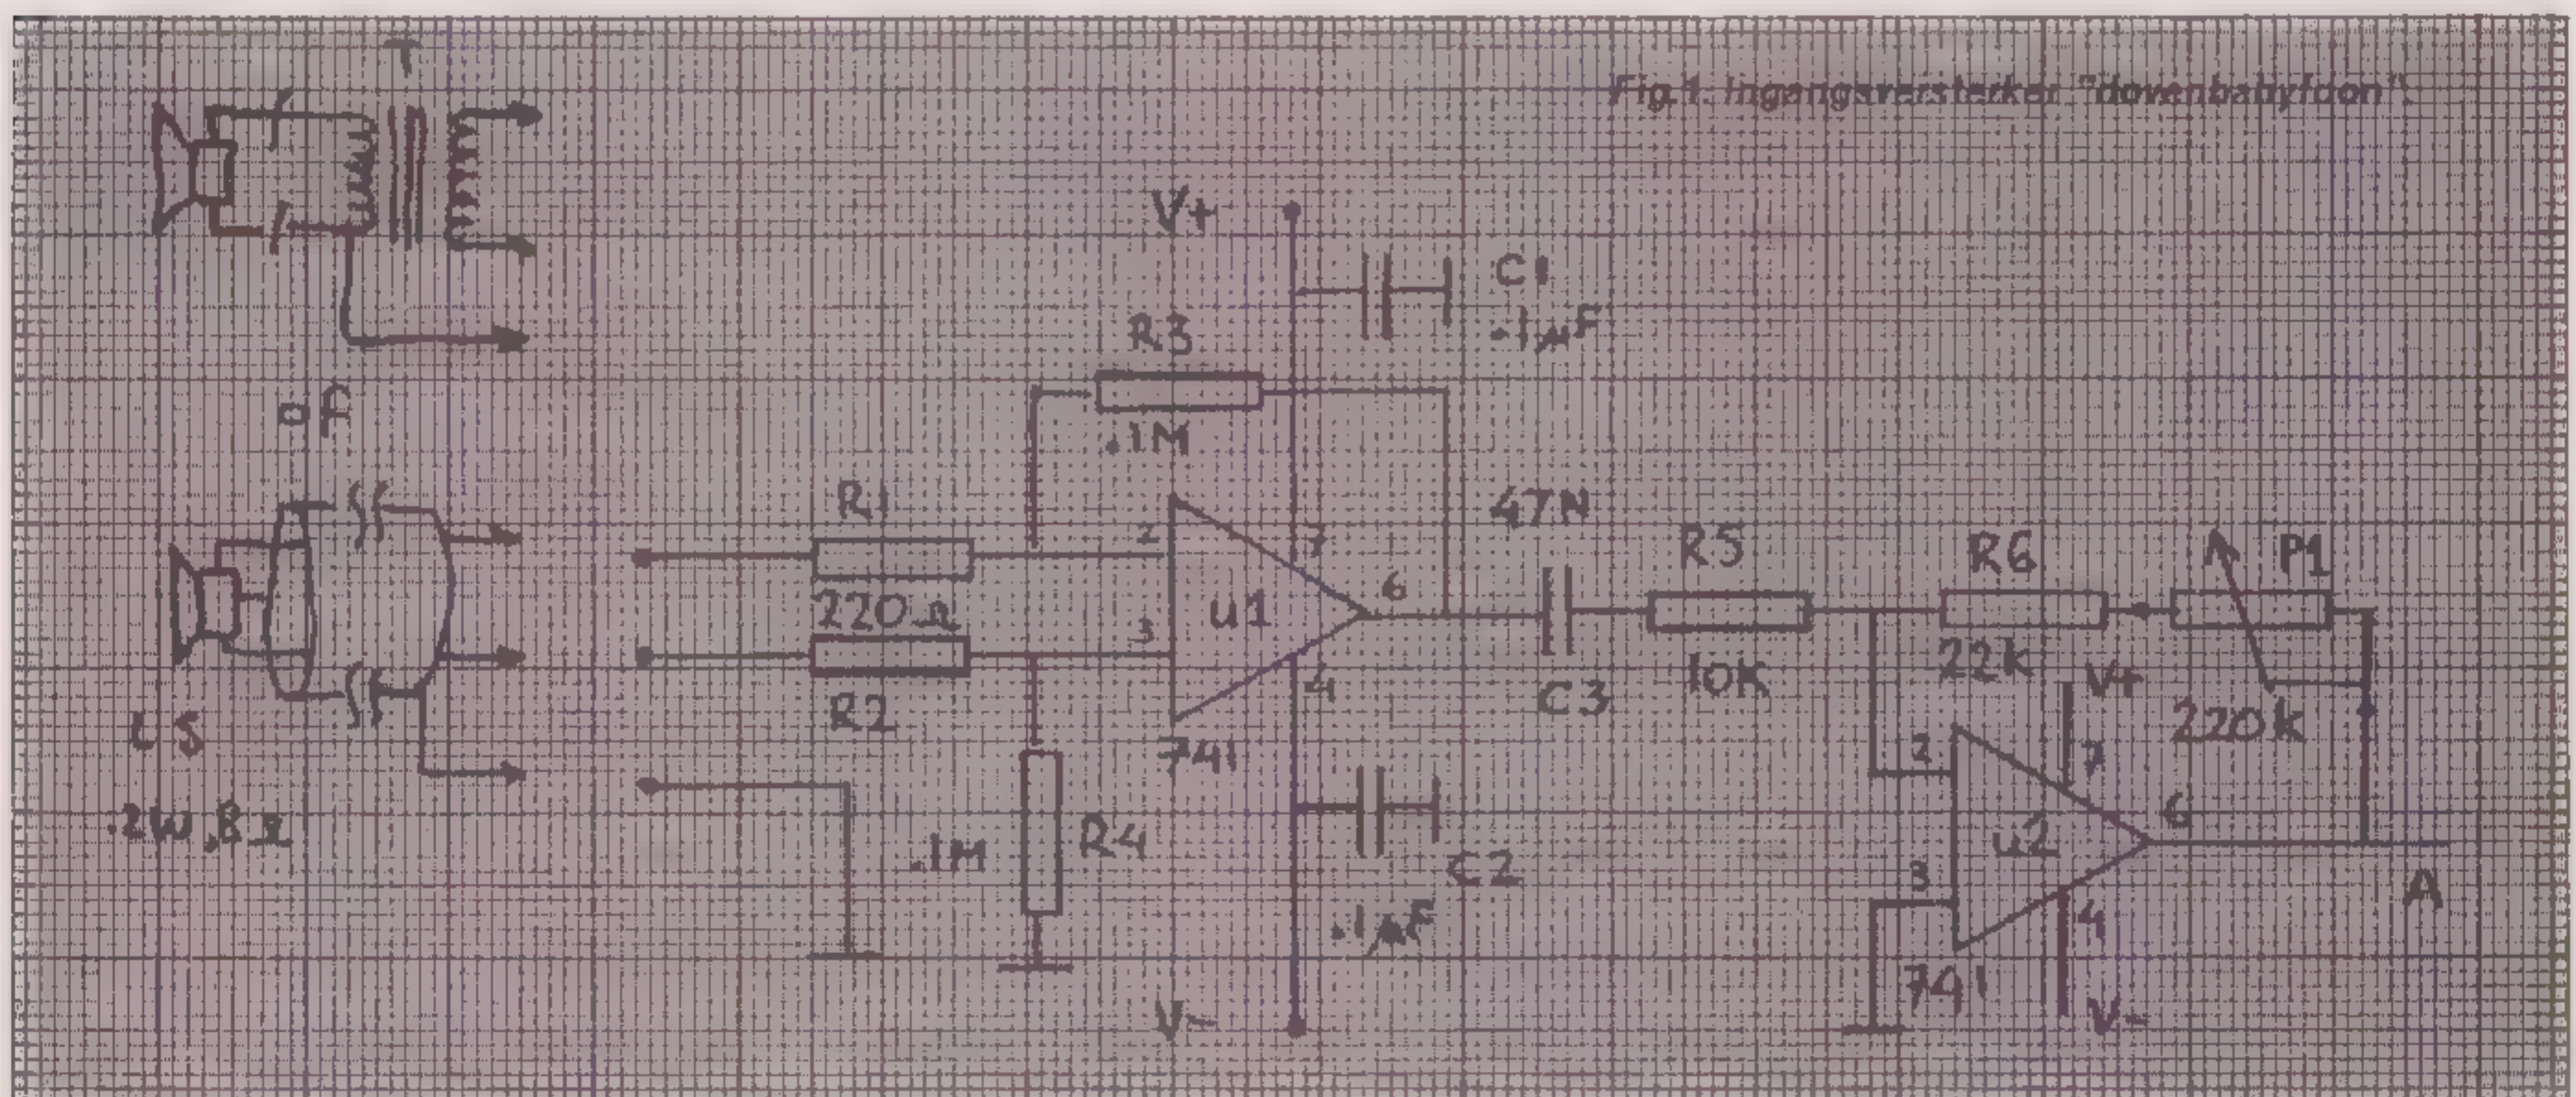 T
Fig.1. Ingangsversterker "dovenbabyfoon".
V+
C1
.1µF
R3
.1M
of
R1
220Ω
2
7
47N
R5
R6
P1
u1
6
3
10K
22K
V+
220K
C3
R2
4
741
LS
.2W,8Ω
2
7
6
.1M
R4
u2
C2
3
A
.1µF
4
741
V-
V-